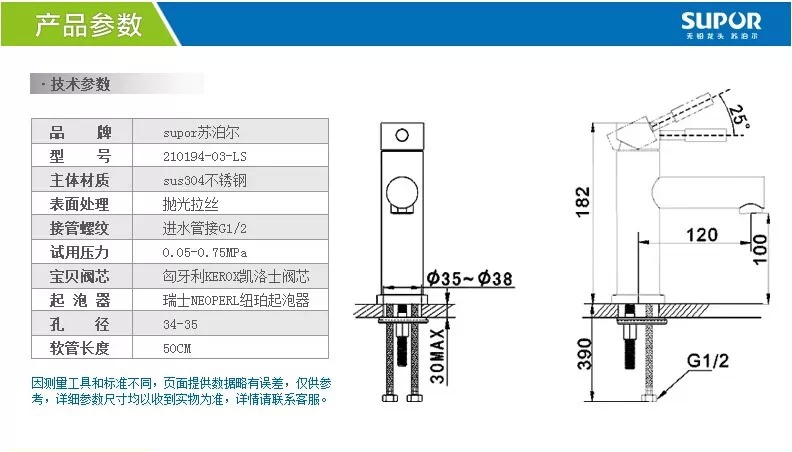 产品参数
SUPOR
无铅龙头 苏泊尔
·技术参数
品 牌 supor苏泊尔
型 号 210194-03-LS
主体材质 sus304不锈钢
表面处理 抛光拉丝
接管螺纹 进水管接G1/2
试用压力 0.05-0.75MPa
宝贝阀芯 匈牙利KEROX凯洛士阀芯
起 泡 器 瑞士NEOPERL纽珀起泡器
孔 径 34-35
软管长度 50CM
因测量工具和标准不同，页面提供数据略有误差，仅供参
考，详细参数尺寸均以收到实物为准，详情请联系客服。
Φ35~Φ38
30MAX
25°
182
120
100
390
G1/2